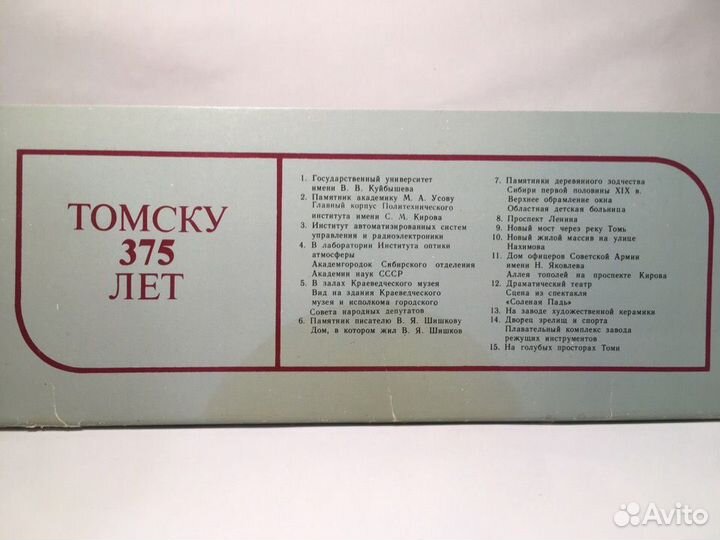 ТОМСКУ
375
ЛЕТ
1. Государственный университет
имени В. В. Куйбышева
2. Памятник академику М. А. Усову
Главный корпус Политехнического
института имени С. М. Кирова
3. Институт автоматизированных систем
управления и радиоэлектроники
4. В лаборатории Института оптики
атмосферы
Академгородок Сибирского отделения
Академии наук СССР
5. В залах Краеведческого музея
Вид на здания Краеведческого
музея и исполкома городского
Совета народных депутатов
6. Памятник писателю В. Я. Шишкову
Дом, в котором жил В. Я. Шишков
7. Памятники деревянного зодчества
Сибири первой половины XIX в.
Верхнее обрамление окна
Областная детская больница
8. Проспект Ленина
9. Новый мост через реку Томь
10. Новый жилой массив на улице
Нахимова
11. Дом офицеров Советской Армии
имени Н. Яковлева
Аллея тополей на проспекте Кирова
12. Драматический театр
Сцена из спектакля
«Соленая Падь»
13. На заводе художественной керамики
14. Дворец зрелищ и спорта
Плавательный комплекс завода
режущих инструментов
15. На голубых просторах Томи
Avito